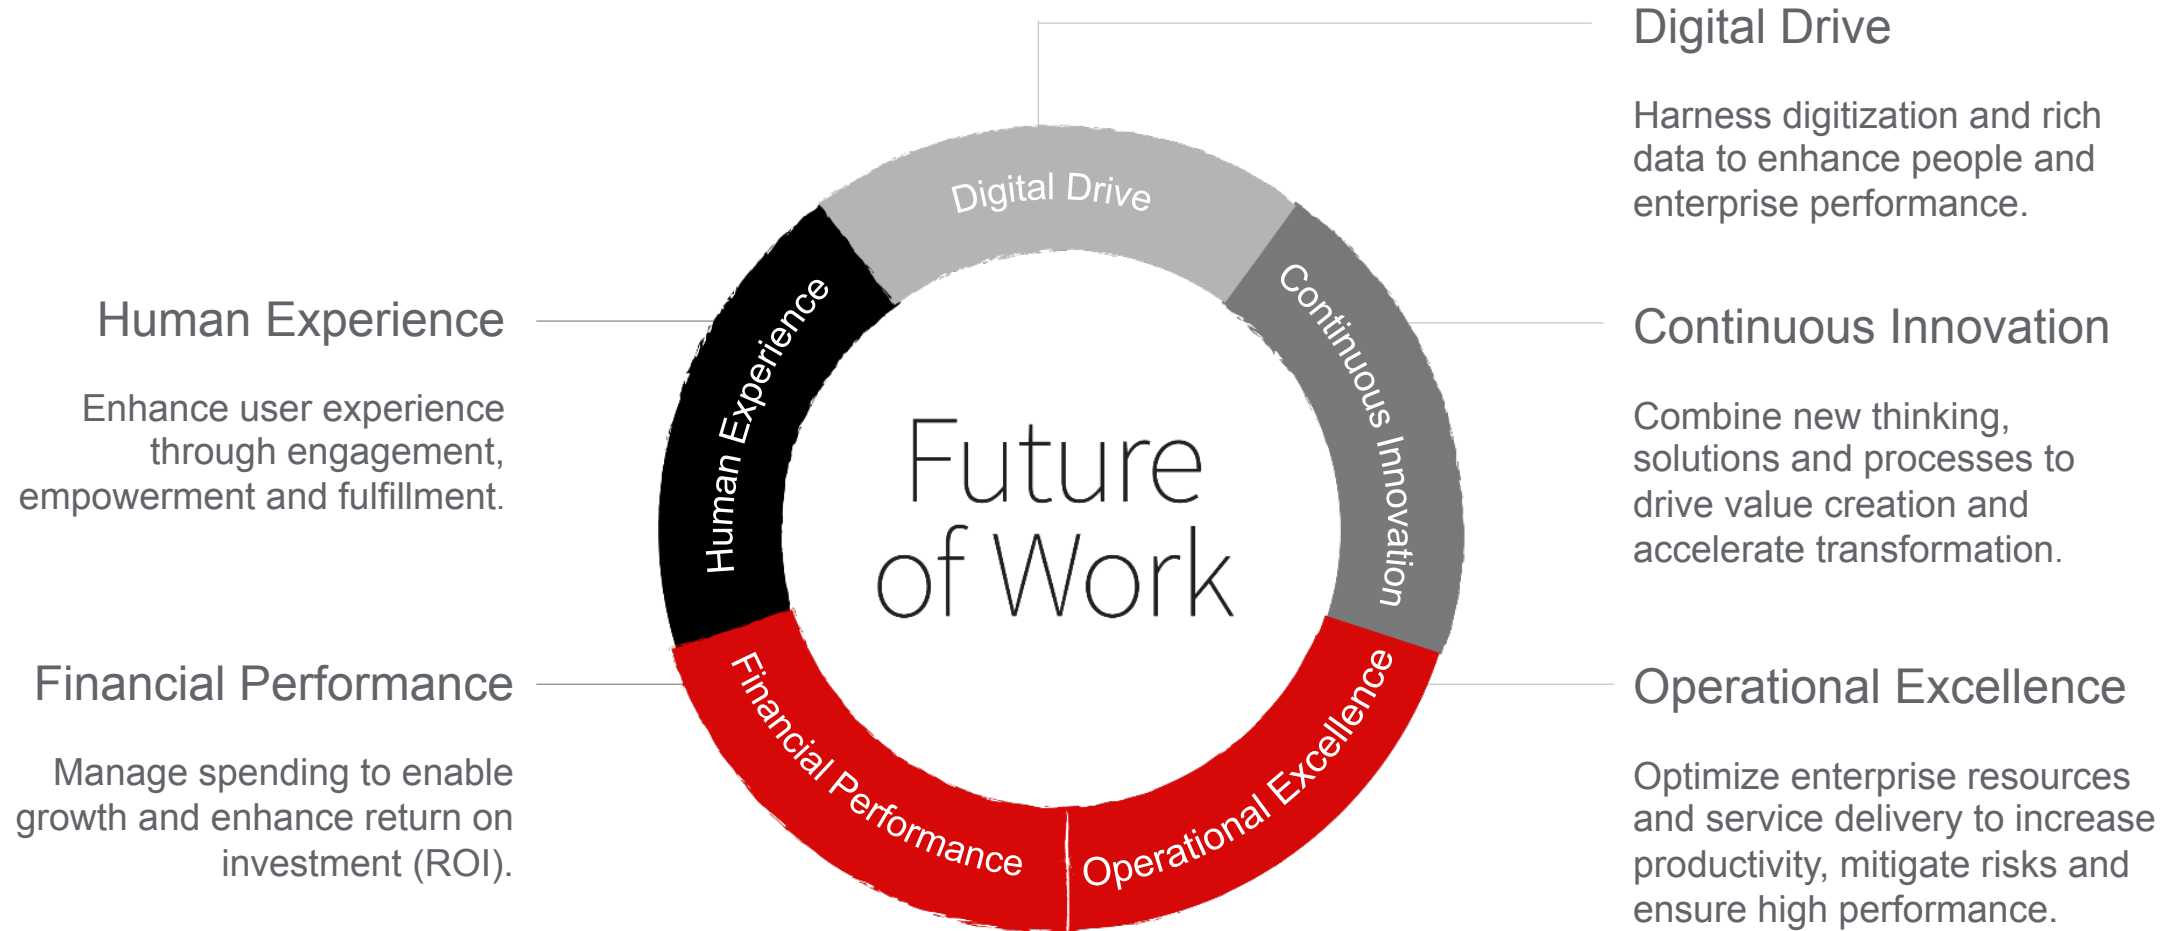 Digital Drive
Harness digitization and rich
data to enhance people and
enterprise performance.
Continuous Innovation
Combine new thinking,
solutions and processes to
drive value creation and
accelerate transformation.
Operational Excellence
Optimize enterprise resources
and service delivery to increase
productivity, mitigate risks and
ensure high performance.
Human Experience
Enhance user experience
through engagement,
empowerment and fulfillment.
Financial Performance
Manage spending to enable
growth and enhance return on
investment (ROI).
Digital Drive
Continuous Innovation
Operational Excellence
Financial Performance
Human Experience
Future
of Work